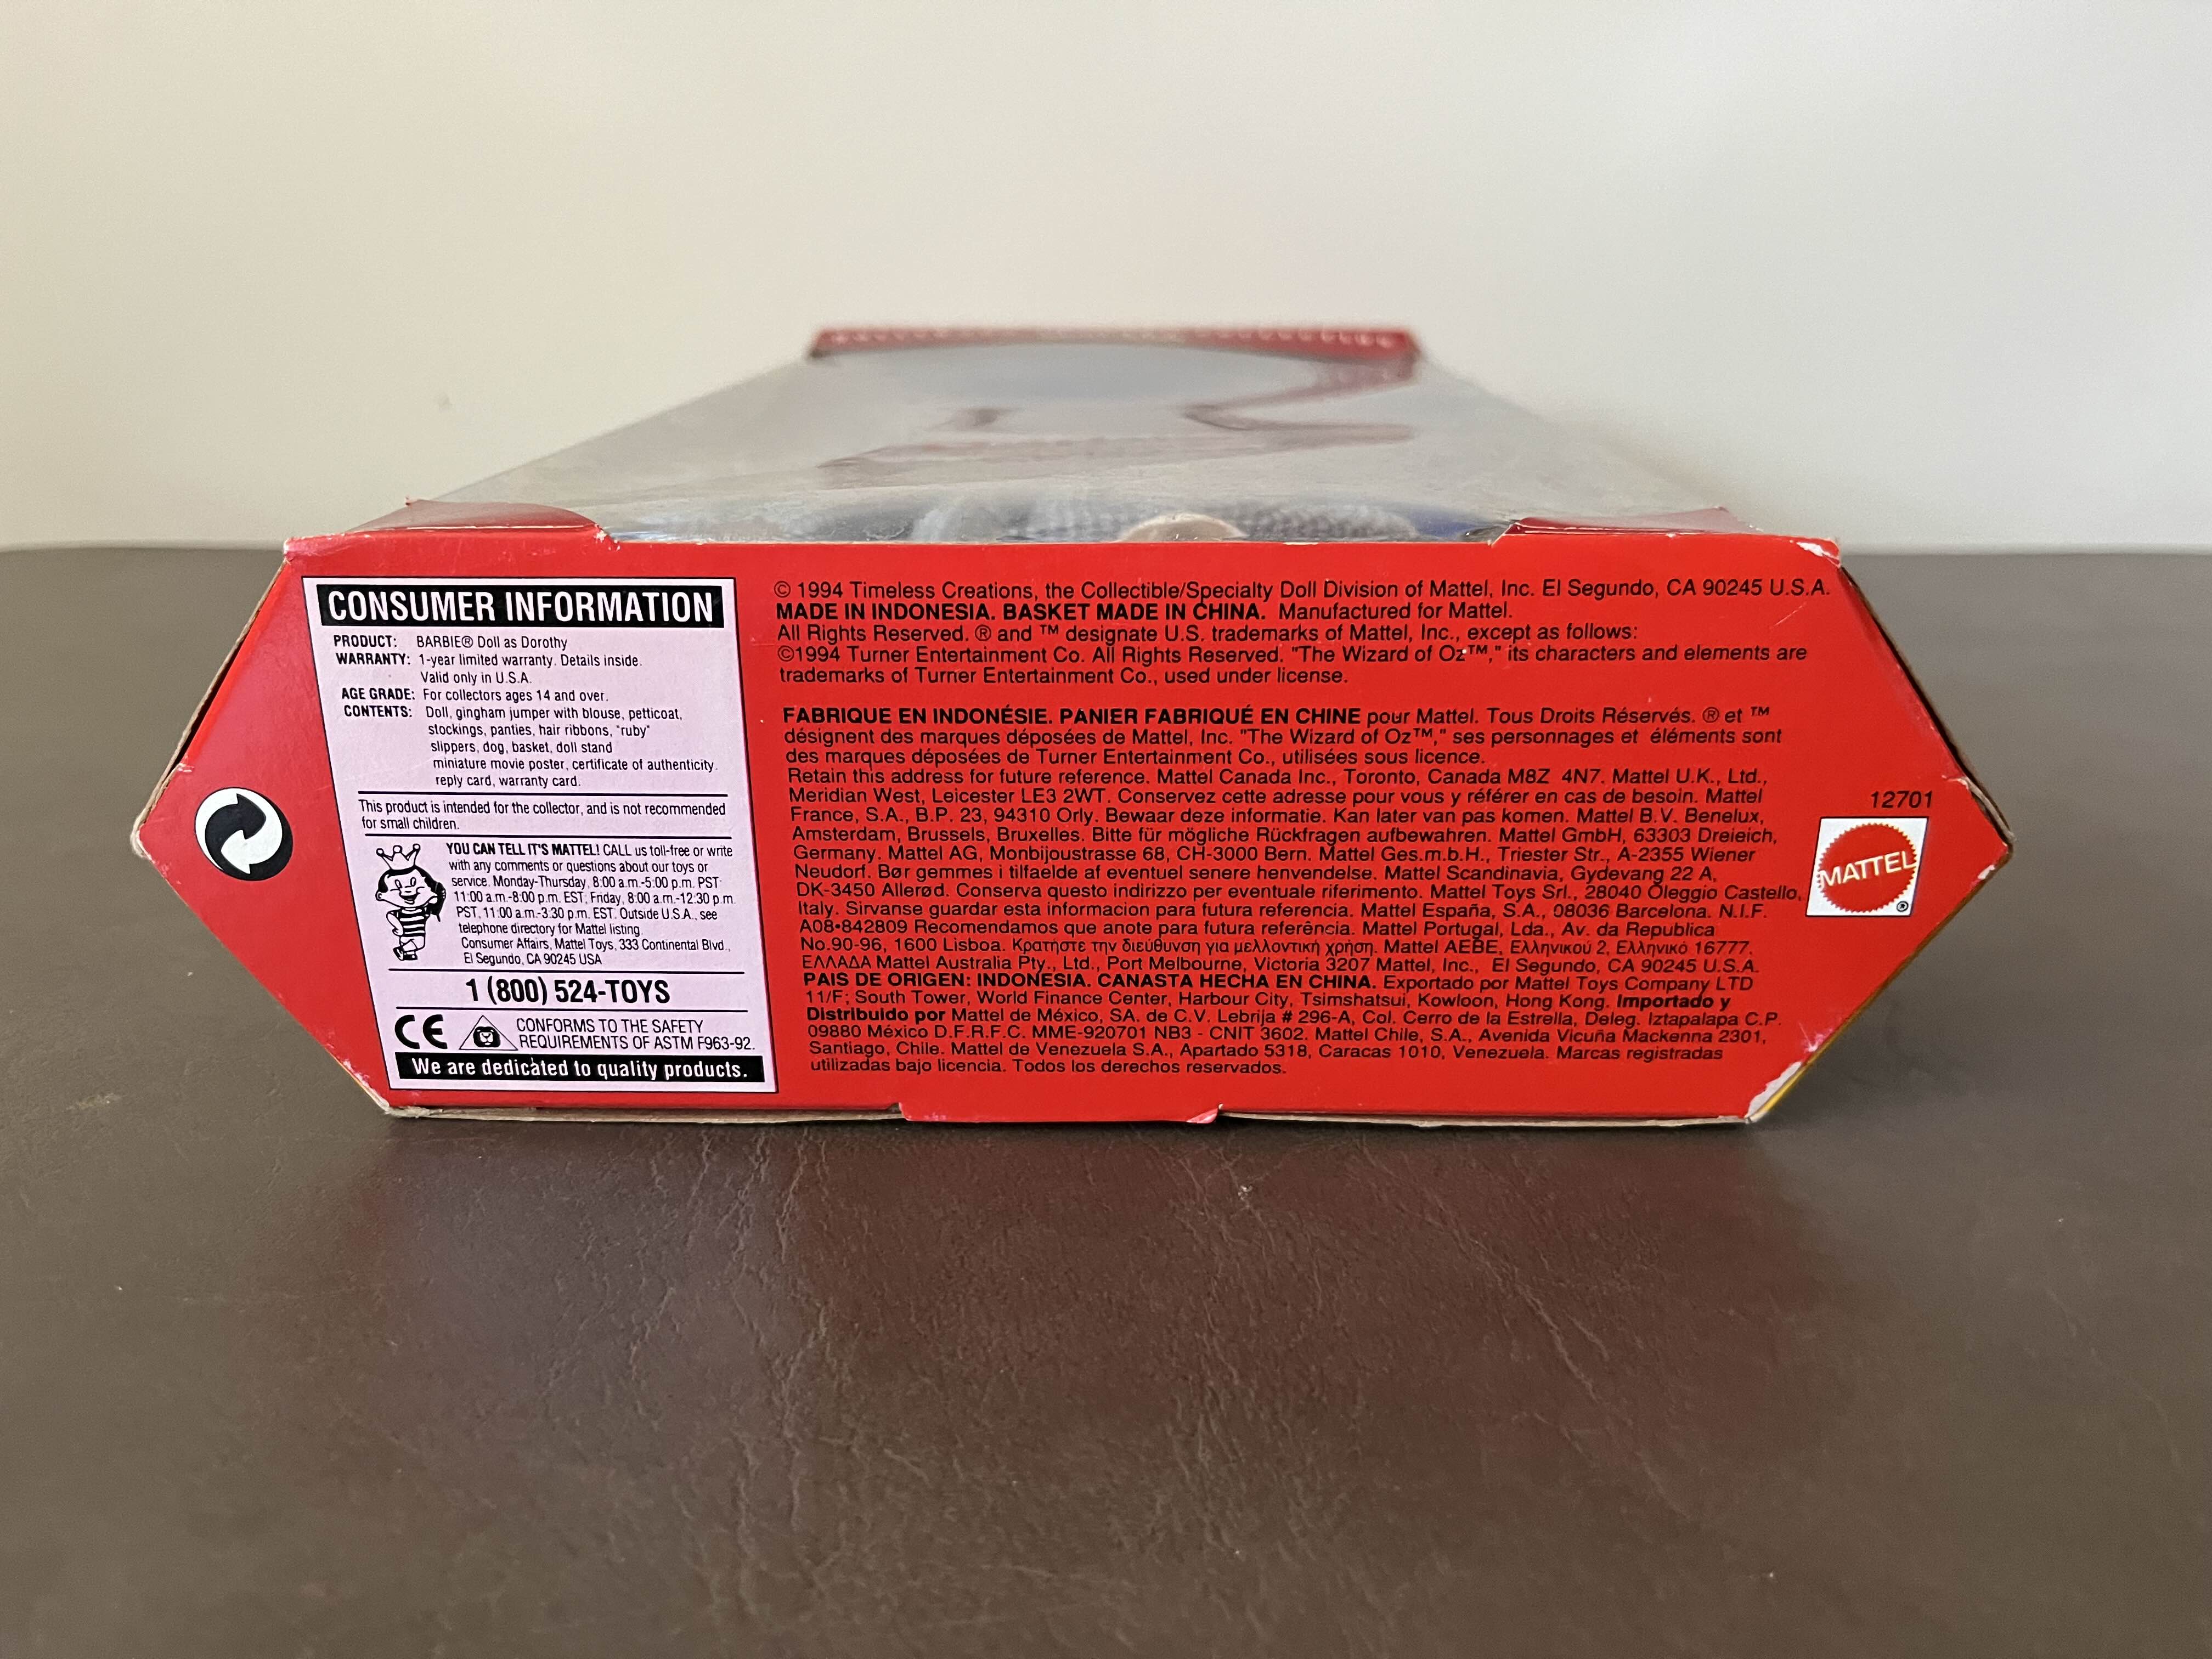 CONSUMER INFORMATION
PRODUCT: BARBIE® Doll as Dorothy
WARRANTY: 1-year limited warranty. Details inside.
Valid only in U.S.A.
AGE GRADE: For collectors ages 14 and over.
CONTENTS: Doll, gingham jumper with blouse, petticoat,
stockings, panties, hair ribbons, "ruby"
slippers, dog, basket, doll stand
miniature movie poster, certificate of authenticity.
reply card, warranty card.
This product is intended for the collector, and is not recommended
for small children.
YOU CAN TELL IT'S MATTEL! CALL us toll-free or write
with any comments or questions about our toys or
service. Monday-Thursday, 8:00 a.m.-5:00 p.m. PST
11:00 a.m.-8:00 p.m. EST; Friday, 8:00 a.m.-12:30 p.m.
PST, 11:00 a.m.-3:30 p.m. EST. Outside U.S.A., see
telephone directory for Mattel listing.
Consumer Affairs, Mattel Toys, 333 Continental Blvd.,
El Segundo, CA 90245 USA
1 (800) 524-TOYS
CE
CONFORMS TO THE SAFETY
REQUIREMENTS OF ASTM F963-92.
We are dedicated to quality products.
© 1994 Timeless Creations, the Collectible/Specialty Doll Division of Mattel, Inc. El Segundo, CA 90245 U.S.A.
MADE IN INDONESIA. BASKET MADE IN CHINA. Manufactured for Mattel.
All Rights Reserved. ® and ™ designate U.S. trademarks of Mattel, Inc., except as follows:
©1994 Turner Entertainment Co. All Rights Reserved. "The Wizard of Oz™," its characters and elements are
trademarks of Turner Entertainment Co., used under license.
FABRIQUE EN INDONÉSIE. PANIER FABRIQUÉ EN CHINE pour Mattel. Tous Droits Réservés. ® et ™
désignent des marques déposées de Mattel, Inc. "The Wizard of Oz™," ses personnages et éléments sont
des marques déposées de Turner Entertainment Co., utilisées sous licence.
Retain this address for future reference. Mattel Canada Inc., Toronto, Canada M8Z 4N7. Mattel U.K., Ltd.,
Meridian West, Leicester LE3 2WT. Conservez cette adresse pour vous y référer en cas de besoin. Mattel
France, S.A., B.P. 23, 94310 Orly. Bewaar deze informatie. Kan later van pas komen. Mattel B.V. Benelux,
Amsterdam, Brussels, Bruxelles. Bitte für mögliche Rückfragen aufbewahren. Mattel GmbH, 63303 Dreieich,
Germany. Mattel AG, Monbijoustrasse 68, CH-3000 Bern. Mattel Ges.m.b.H., Triester Str., A-2355 Wiener
Neudorf. Bør gemmes i tilfaelde af eventuel senere henvendelse. Mattel Scandinavia, Gydevang 22 A,
DK-3450 Allerød. Conserva questo indirizzo per eventuale riferimento. Mattel Toys Srl., 28040 Oleggio Castello,
Italy. Sirvanse guardar esta informacion para futura referencia. Mattel España, S.A., 08036 Barcelona. N.I.F.
A08•842809 Recomendamos que anote para futura referência. Mattel Portugal, Lda., Av. da Republica
No.90-96, 1600 Lisboa. Κρατήστε την διεύθυνση για μελλοντική χρήση. Mattel AEBE, Ελληνικού 2, Ελληνικό 16777.
ΕΛΛΑΔΑ Mattel Australia Pty., Ltd., Port Melbourne, Victoria 3207 Mattel, Inc., El Segundo, CA 90245 U.S.A.
PAIS DE ORIGEN: INDONESIA. CANASTA HECHA EN CHINA. Exportado por Mattel Toys Company LTD
11/F; South Tower, World Finance Center, Harbour City, Tsimshatsui, Kowloon, Hong Kong. Importado y
Distribuido por Mattel de México, SA. de C.V. Lebrija # 296-A, Col. Cerro de la Estrella, Deleg. Iztapalapa C.P.
09880 México D.F.R.F.C. MME-920701 NB3 - CNIT 3602. Mattel Chile, S.A., Avenida Vicuña Mackenna 2301,
Santiago, Chile. Mattel de Venezuela S.A., Apartado 5318, Caracas 1010, Venezuela. Marcas registradas
utilizadas bajo licencia. Todos los derechos reservados.
12701
MATTEL
®